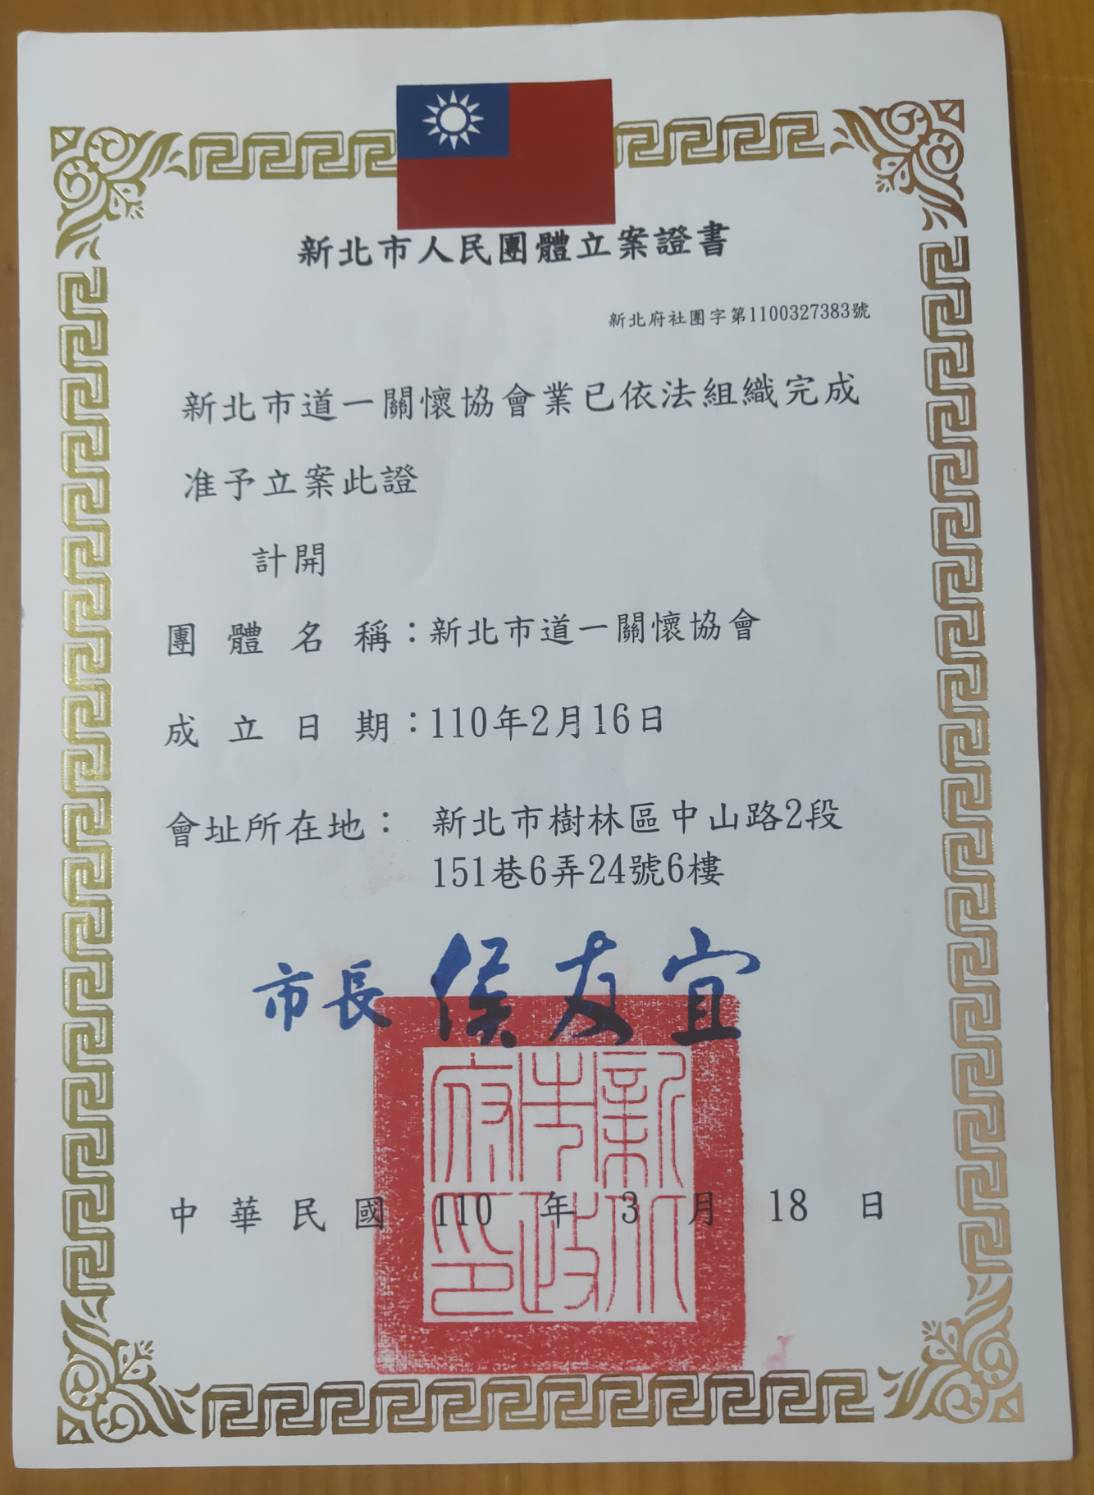 新北市人民團體立案證書
新北府社團字第1100327383號
新北市道一關懷協會業已依法組織完成
准予立案此證
計開
團體名稱：新北市道一關懷協會
成立日期：110年2月16日
會址所在地：新北市樹林區中山路2段
151巷6弄24號6樓
市長 侯友宜
新北市政府印
中華民國 110 年 3 月 18 日